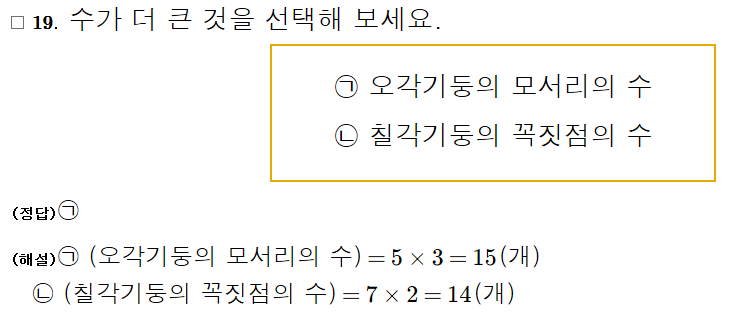 □ 19. 수가 더 큰 것을 선택해 보세요.
㉠ 오각기둥의 모서리의 수
㉡ 칠각기둥의 꼭짓점의 수
(정답)㉠
(해설)㉠ (오각기둥의 모서리의 수) = 5 × 3 = 15(개)
㉡ (칠각기둥의 꼭짓점의 수) = 7 × 2 = 14(개)